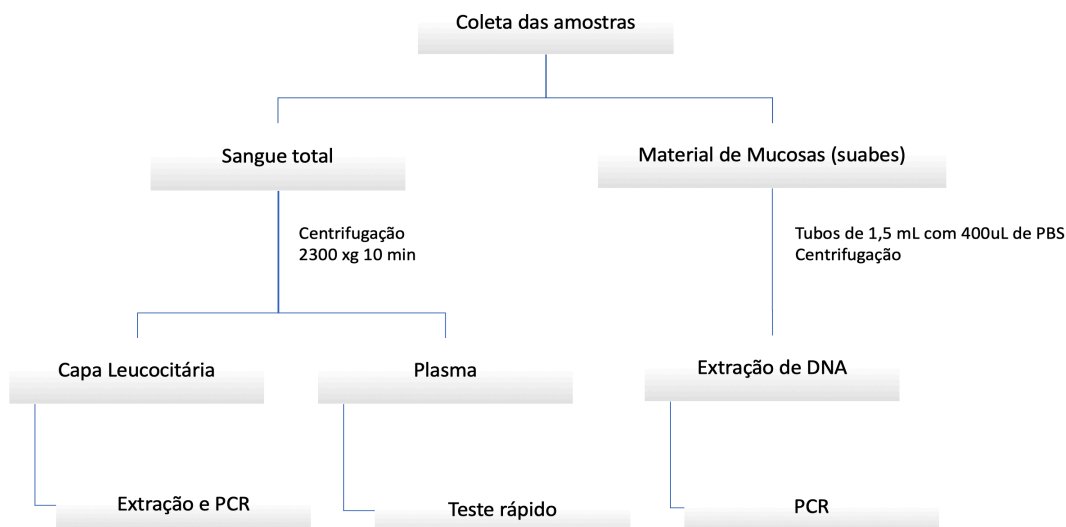 Coleta das amostras
Sangue total
Material de Mucosas (suabes)
Centrifugação
2300 xg 10 min
Tubos de 1,5 mL com 400uL de PBS
Centrifugação
Capa Leucocitária
Plasma
Extração de DNA
Extração e PCR
Teste rápido
PCR